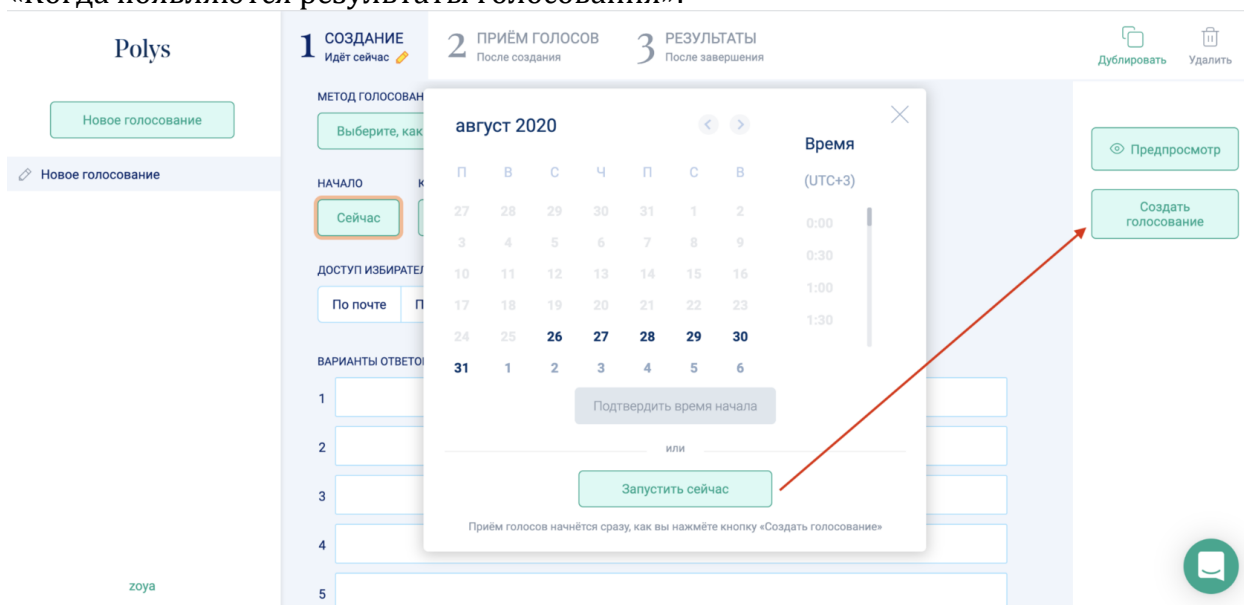 «Когда появляются результаты голосования».
Polys
1 СОЗДАНИЕ
Идёт сейчас
2 ПРИЁМ ГОЛОСОВ
После создания
3 РЕЗУЛЬТАТЫ
После завершения
Дублировать
Удалить
Новое голосование
Новое голосование
zoya
МЕТОД ГОЛОСОВАН
Выберите, как
НАЧАЛО
К
Сейчас
ДОСТУП ИЗБИРАТЕЛ
По почте
П
ВАРИАНТЫ ОТВЕТО
1
2
3
4
5
август 2020
П В С Ч П С В
27 28 29 30 31 1 2
3 4 5 6 7 8 9
10 11 12 13 14 15 16
17 18 19 20 21 22 23
24 25 26 27 28 29 30
31 1 2 3 4 5 6
Время
(UTC+3)
0:00
0:30
1:00
1:30
Подтвердить время начала
или
Запустить сейчас
Приём голосов начнётся сразу, как вы нажмёте кнопку «Создать голосование»
Предпросмотр
Создать
голосование